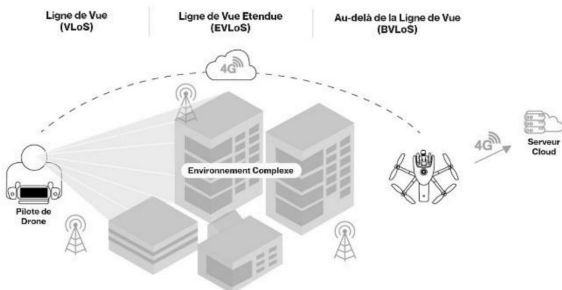 Ligne de Vue
(VLoS)
Ligne de Vue Etendue
(EVLoS)
Au-delà de la Ligne de Vue
(BVLoS)
4G
Environnement Complexe
Pilote de
Drone
4G
Serveur
Cloud